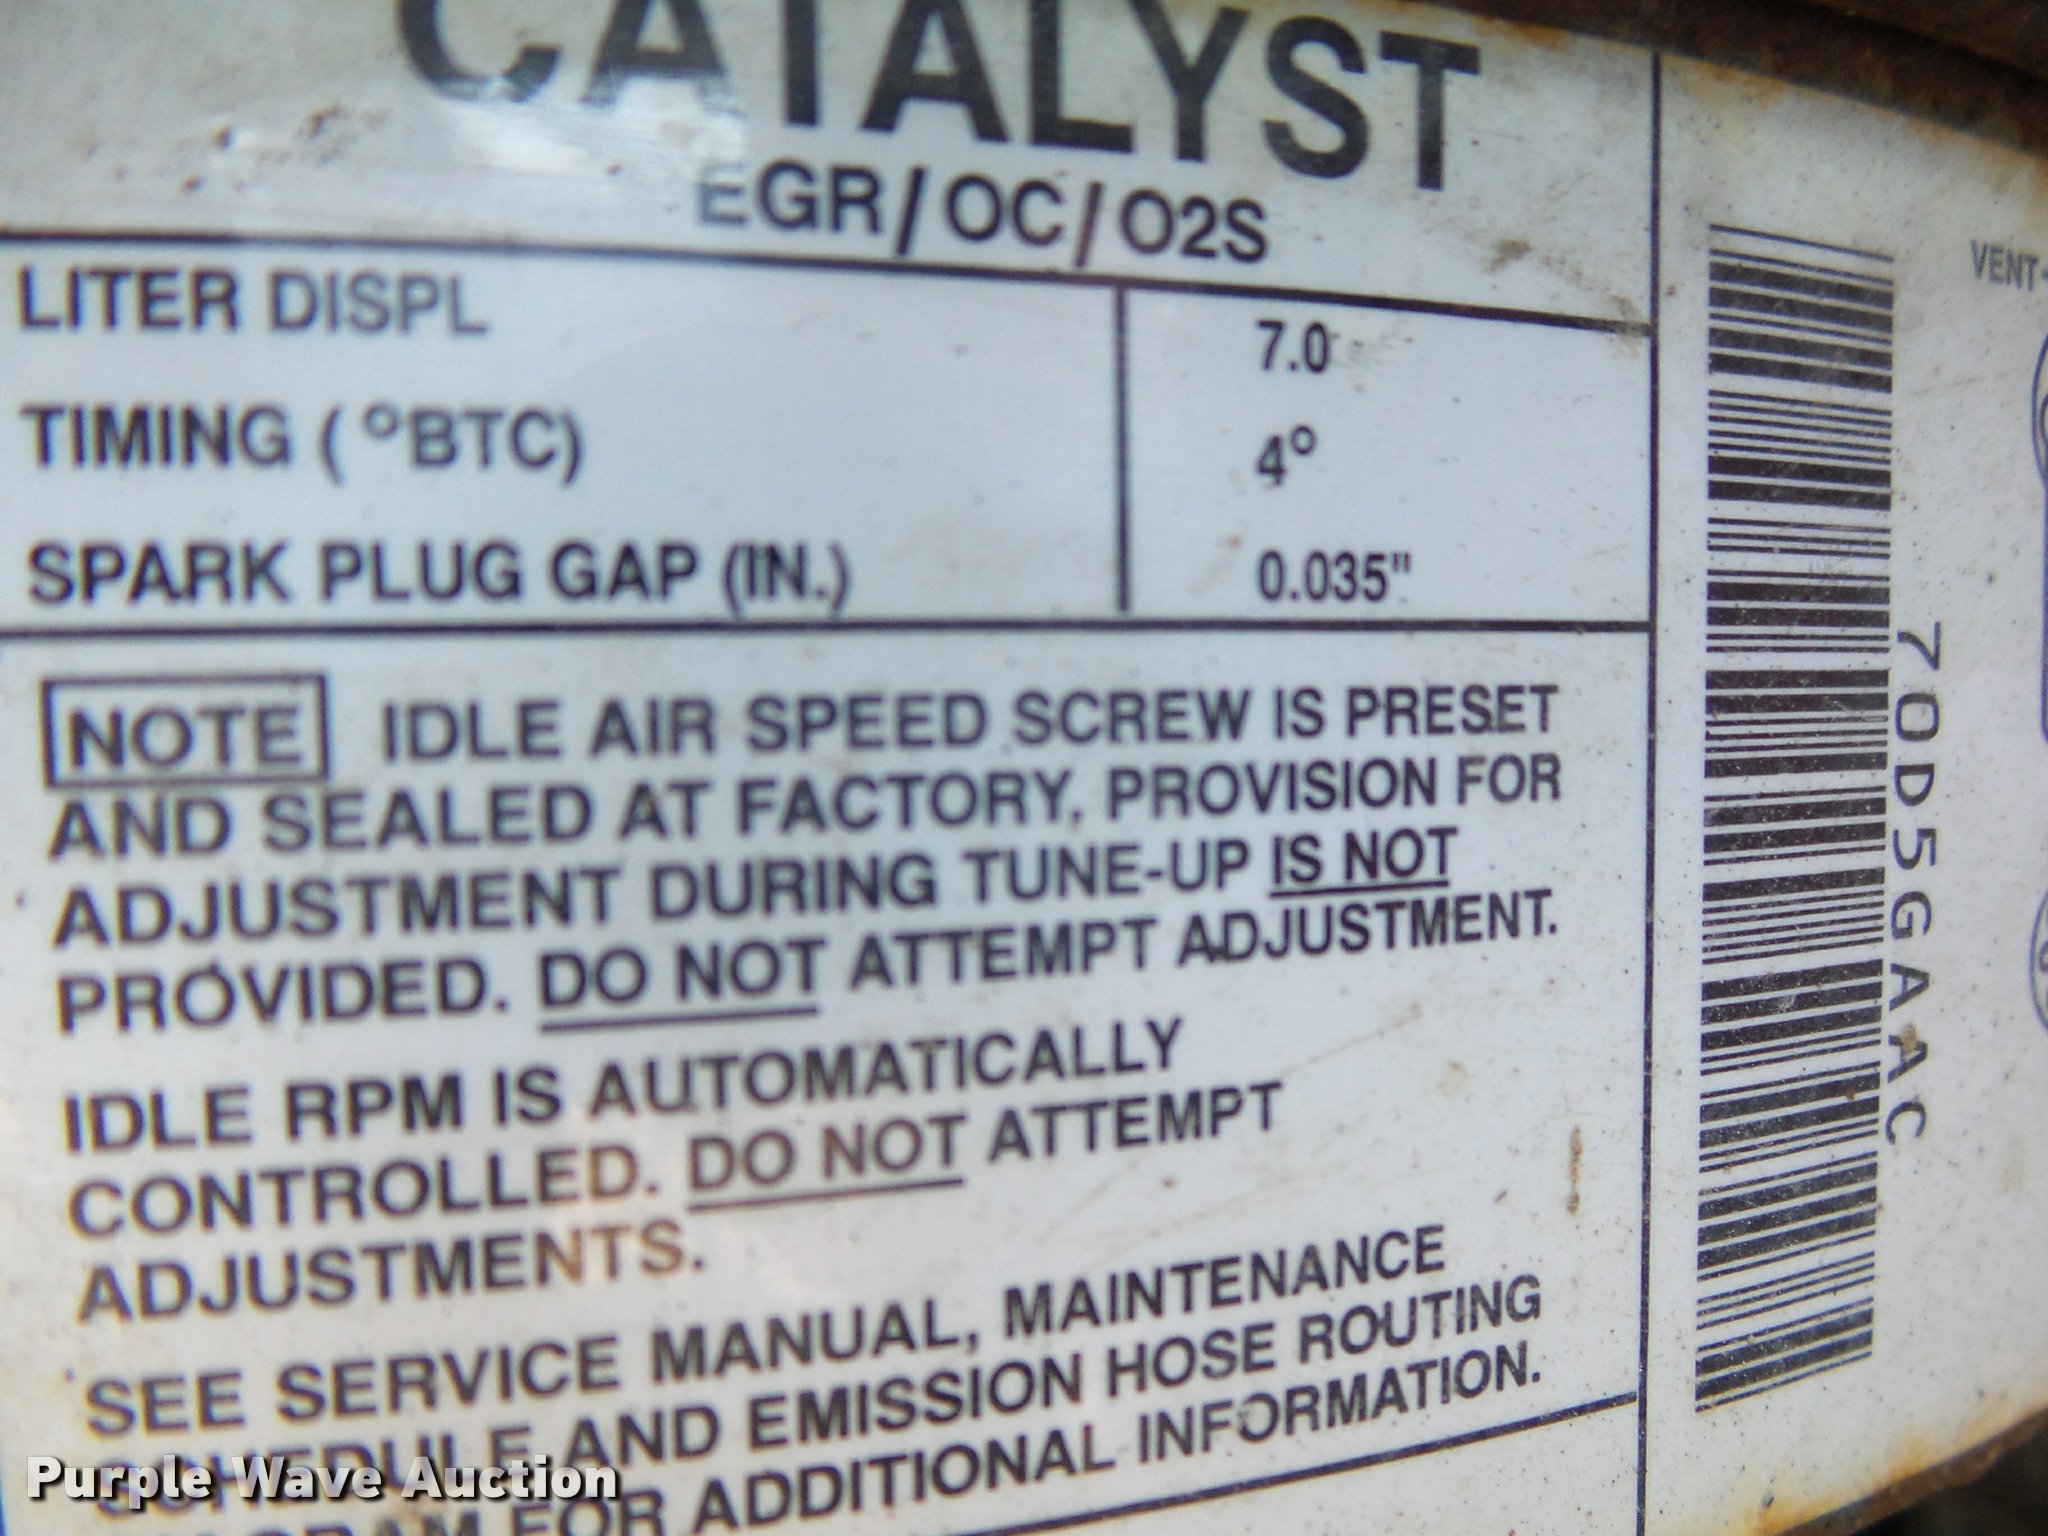 CATALYST
EGR/OC/O2S
LITER DISPL 7.0
TIMING (°BTC) 4°
SPARK PLUG GAP (IN.) 0.035"
NOTE IDLE AIR SPEED SCREW IS PRESET
AND SEALED AT FACTORY. PROVISION FOR
ADJUSTMENT DURING TUNE-UP IS NOT
PROVIDED. DO NOT ATTEMPT ADJUSTMENT.
IDLE RPM IS AUTOMATICALLY
CONTROLLED. DO NOT ATTEMPT
ADJUSTMENTS.
SEE SERVICE MANUAL, MAINTENANCE
SCHEDULE AND EMISSION HOSE ROUTING
FOR ADDITIONAL INFORMATION.
70D5GAAAC
VENT-
Purple Wave Auction